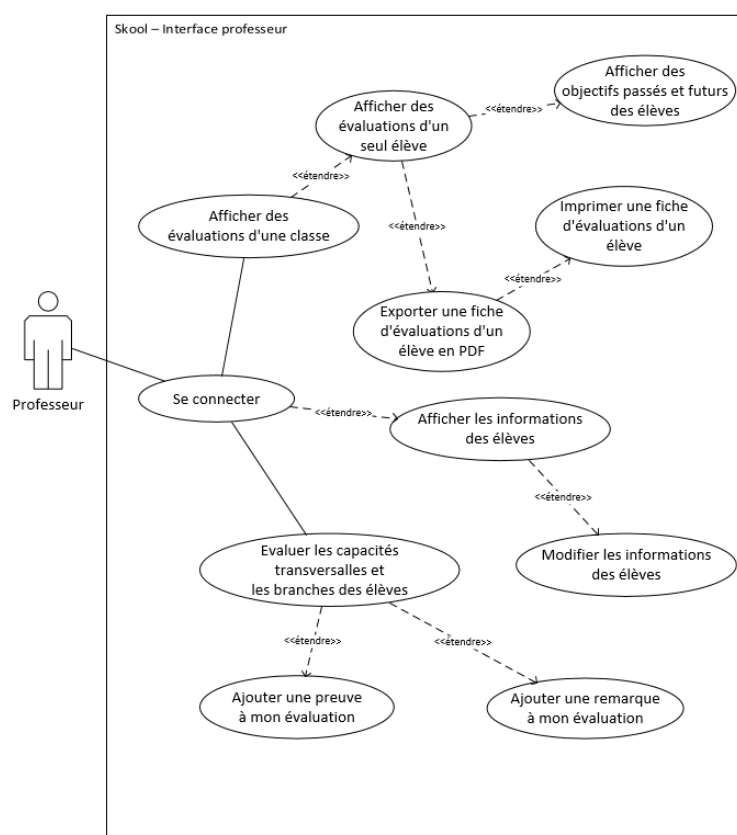 Skool – Interface professeur
Afficher des
objectifs passés et futurs
des élèves
<<étendre>>
Afficher des
évaluations d'un
seul élève
<<étendre>>
Afficher des
évaluations d'une classe
<<étendre>>
Imprimer une fiche
d'évaluations d'un
élève
<<étendre>>
Exporter une fiche
d'évaluations d'un
élève en PDF
Professeur
Se connecter
<<étendre>>
Afficher les informations
des élèves
<<étendre>>
Modifier les informations
des élèves
Evaluer les capacités
transversalles et
les branches des élèves
<<étendre>>
<<étendre>>
Ajouter une preuve
à mon évaluation
Ajouter une remarque
à mon évaluation